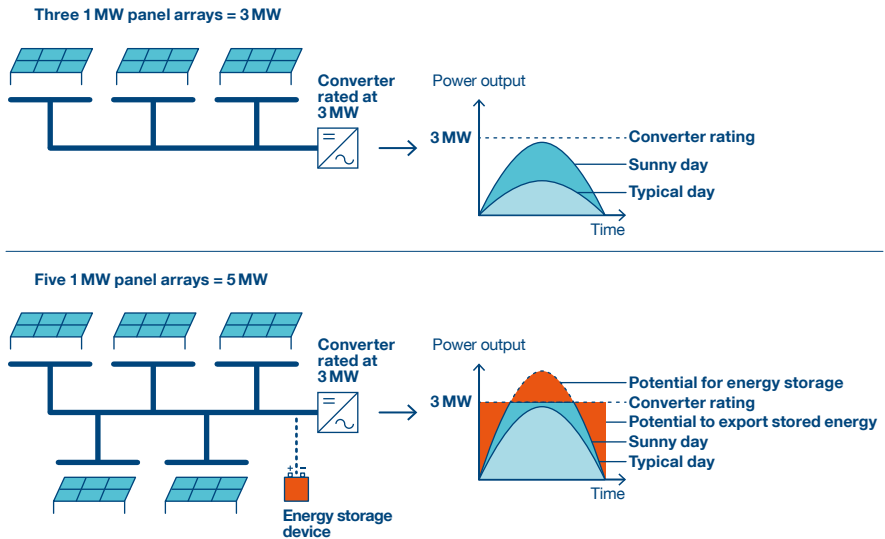 Three 1 MW panel arrays = 3 MW
Converter
rated at
3 MW
Power output
3 MW
Converter rating
Sunny day
Typical day
Time
Five 1 MW panel arrays = 5 MW
Converter
rated at
3 MW
Power output
3 MW
Potential for energy storage
Converter rating
Potential to export stored energy
Sunny day
Typical day
Time
+ –
Energy storage
device